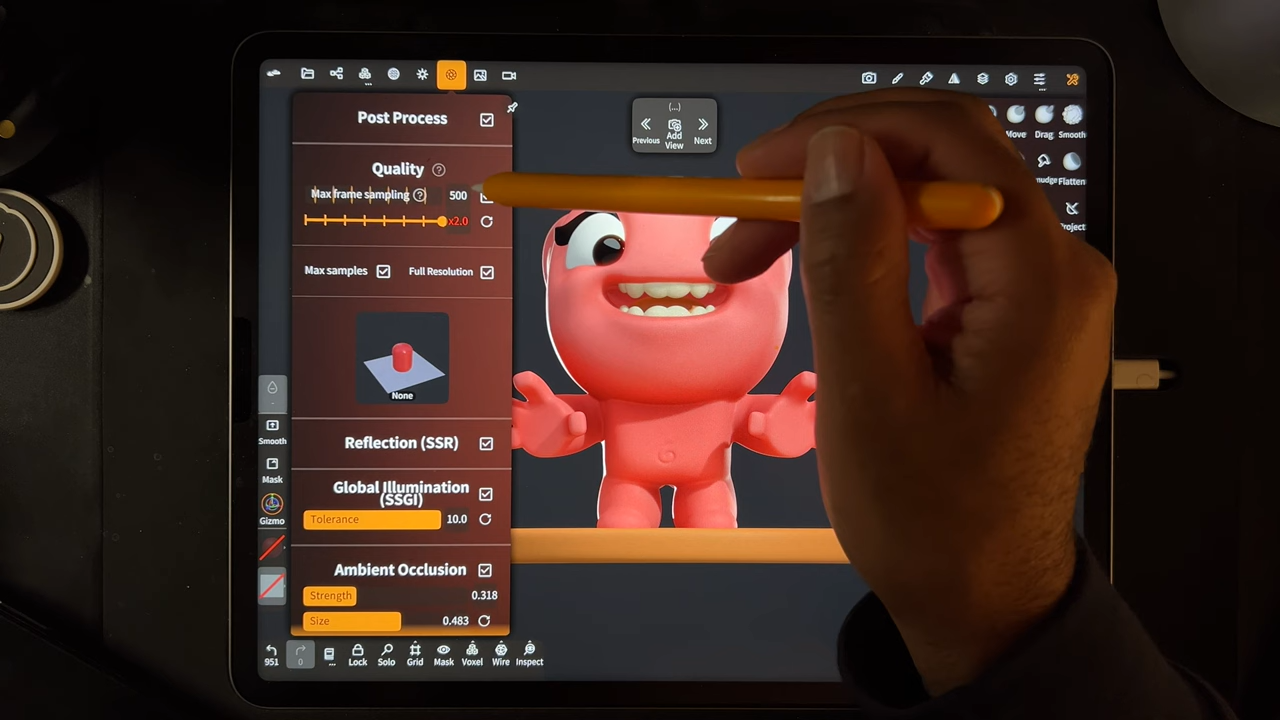 Post Process
Quality ?
Max frame sampling ? 500
x2.0
Max samples
Full Resolution
None
Reflection (SSR)
Global Illumination
(SSGI)
Tolerance 10.0
Ambient Occlusion
Strength 0.318
Size 0.483
(...)
Previous
Add
View
Next
Move
Drag
Smooth
Flatten
Smooth
Mask
Gizmo
951
0
...
Lock
Solo
Grid
Mask
Voxel
Wire
Inspect